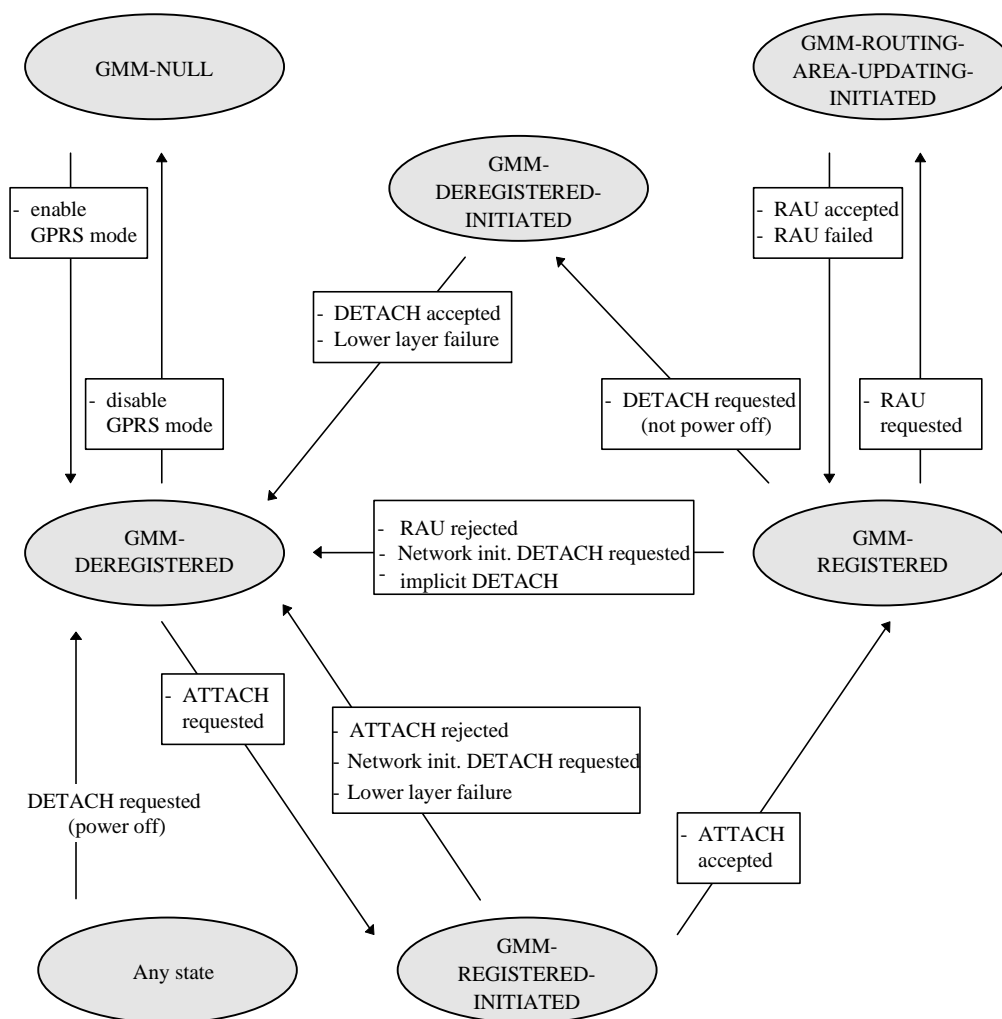 GMM-NULL
GMM-ROUTING-
AREA-UPDATING-
INITIATED
GMM-
DEREGISTERED-
INITIATED
- enable
GPRS mode
- RAU accepted
- RAU failed
- DETACH accepted
- Lower layer failure
- disable
GPRS mode
- DETACH requested
(not power off)
- RAU
requested
GMM-
DEREGISTERED
- RAU rejected
- Network init. DETACH requested
- implicit DETACH
GMM-
REGISTERED
- ATTACH
requested
- ATTACH rejected
- Network init. DETACH requested
- Lower layer failure
DETACH requested
(power off)
- ATTACH
accepted
Any state
GMM-
REGISTERED-
INITIATED